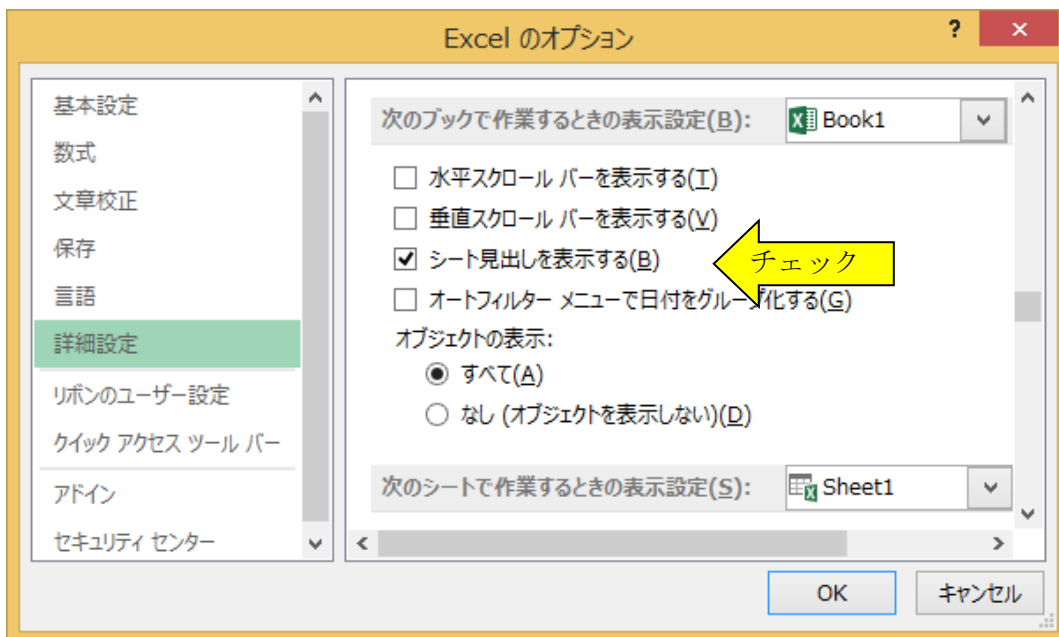 Excel のオプション
?
×
基本設定
数式
文章校正
保存
言語
詳細設定
リボンのユーザー設定
クイック アクセス ツール バー
アドイン
セキュリティ センター
次のブックで作業するときの表示設定(B):
Book1
水平スクロール バーを表示する(T)
垂直スクロール バーを表示する(V)
シート見出しを表示する(B)
チェック
オートフィルター メニューで日付をグループ化する(G)
オブジェクトの表示:
すべて(A)
なし (オブジェクトを表示しない)(D)
次のシートで作業するときの表示設定(S):
Sheet1
OK
キャンセル